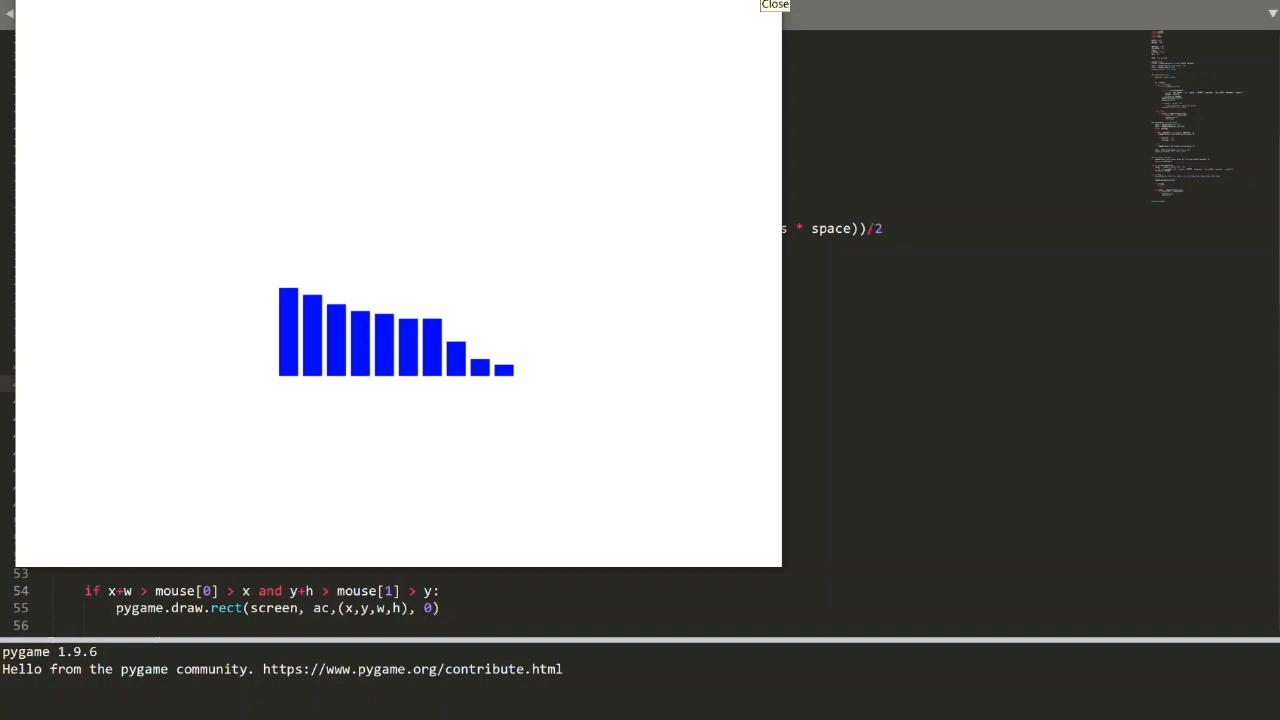 Close
s * space))/2
53
54 if x+w > mouse[0] > x and y+h > mouse[1] > y:
55 pygame.draw.rect(screen, ac,(x,y,w,h), 0)
56
pygame 1.9.6
Hello from the pygame community. https://www.pygame.org/contribute.html